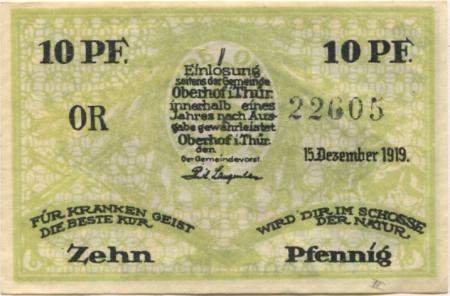 10 PF.
10 PF.
Einlösung
seitens der Gemeinde
Oberhof i. Thür.
innerhalb eines
Jahres nach Aus-
gabe gewährleistet
Oberhof i. Thür.
den
Der Gemeindevorst.
OR
22605
15. Dezember 1919.
FÜR KRANKEN GEIST
DIE BESTE KUR
WIRD DIR IM SCHOSSE
DER NATUR
Zehn
Pfennig
II